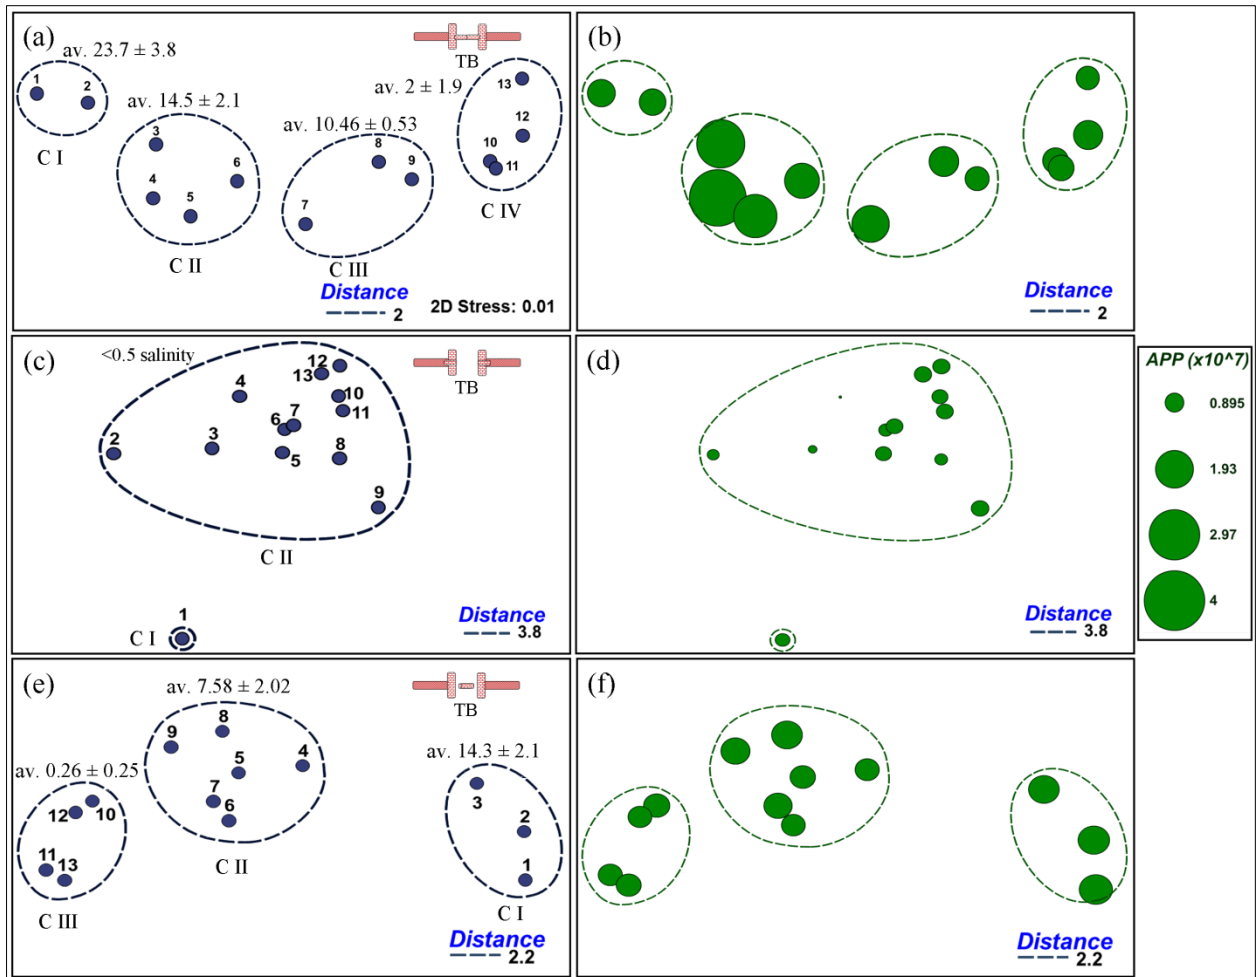 (a)
av. 23.7 ± 3.8
TB
1
2
C I
av. 14.5 ± 2.1
3
4
5
6
C II
av. 10.46 ± 0.53
7
8
9
C III
av. 2 ± 1.9
13
12
10
11
C IV
Distance
2
2D Stress: 0.01
(b)
Distance
2
(c)
<0.5 salinity
TB
12
13
4
10
11
6
7
2
3
5
8
9
C II
1
C I
Distance
3.8
(d)
Distance
3.8
APP (x10^7)
0.895
1.93
2.97
4
(e)
av. 7.58 ± 2.02
TB
8
9
5
4
7
6
C II
av. 0.26 ± 0.25
12
10
11
13
C III
av. 14.3 ± 2.1
3
2
1
C I
Distance
2.2
(f)
Distance
2.2